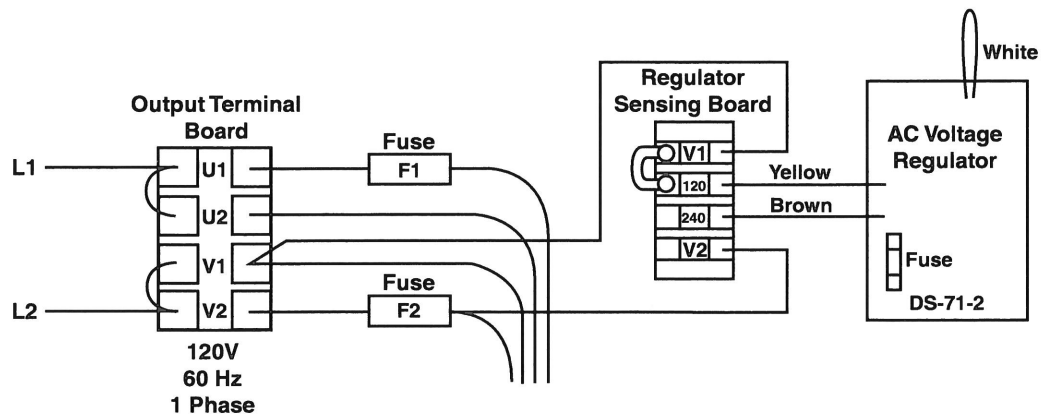 White
Regulator
Sensing Board
Output Terminal
Board
AC Voltage
Regulator
Fuse
F1
L1
U1
U2
V1
V2
L2
V1
120
240
V2
Yellow
Brown
Fuse
F2
Fuse
DS-71-2
120V
60 Hz
1 Phase